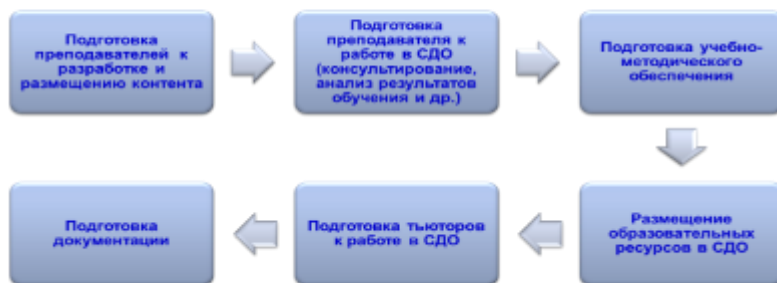 Подготовка
преподавателей к
разработке и
размещению контента
Подготовка
преподавателя к
работе в СДО
(консультирование,
анализ результатов
обучения и др.)
Подготовка учебно-
методического
обеспечения
Размещение
образовательных
ресурсов в СДО
Подготовка тьюторов
к работе в СДО
Подготовка
документации